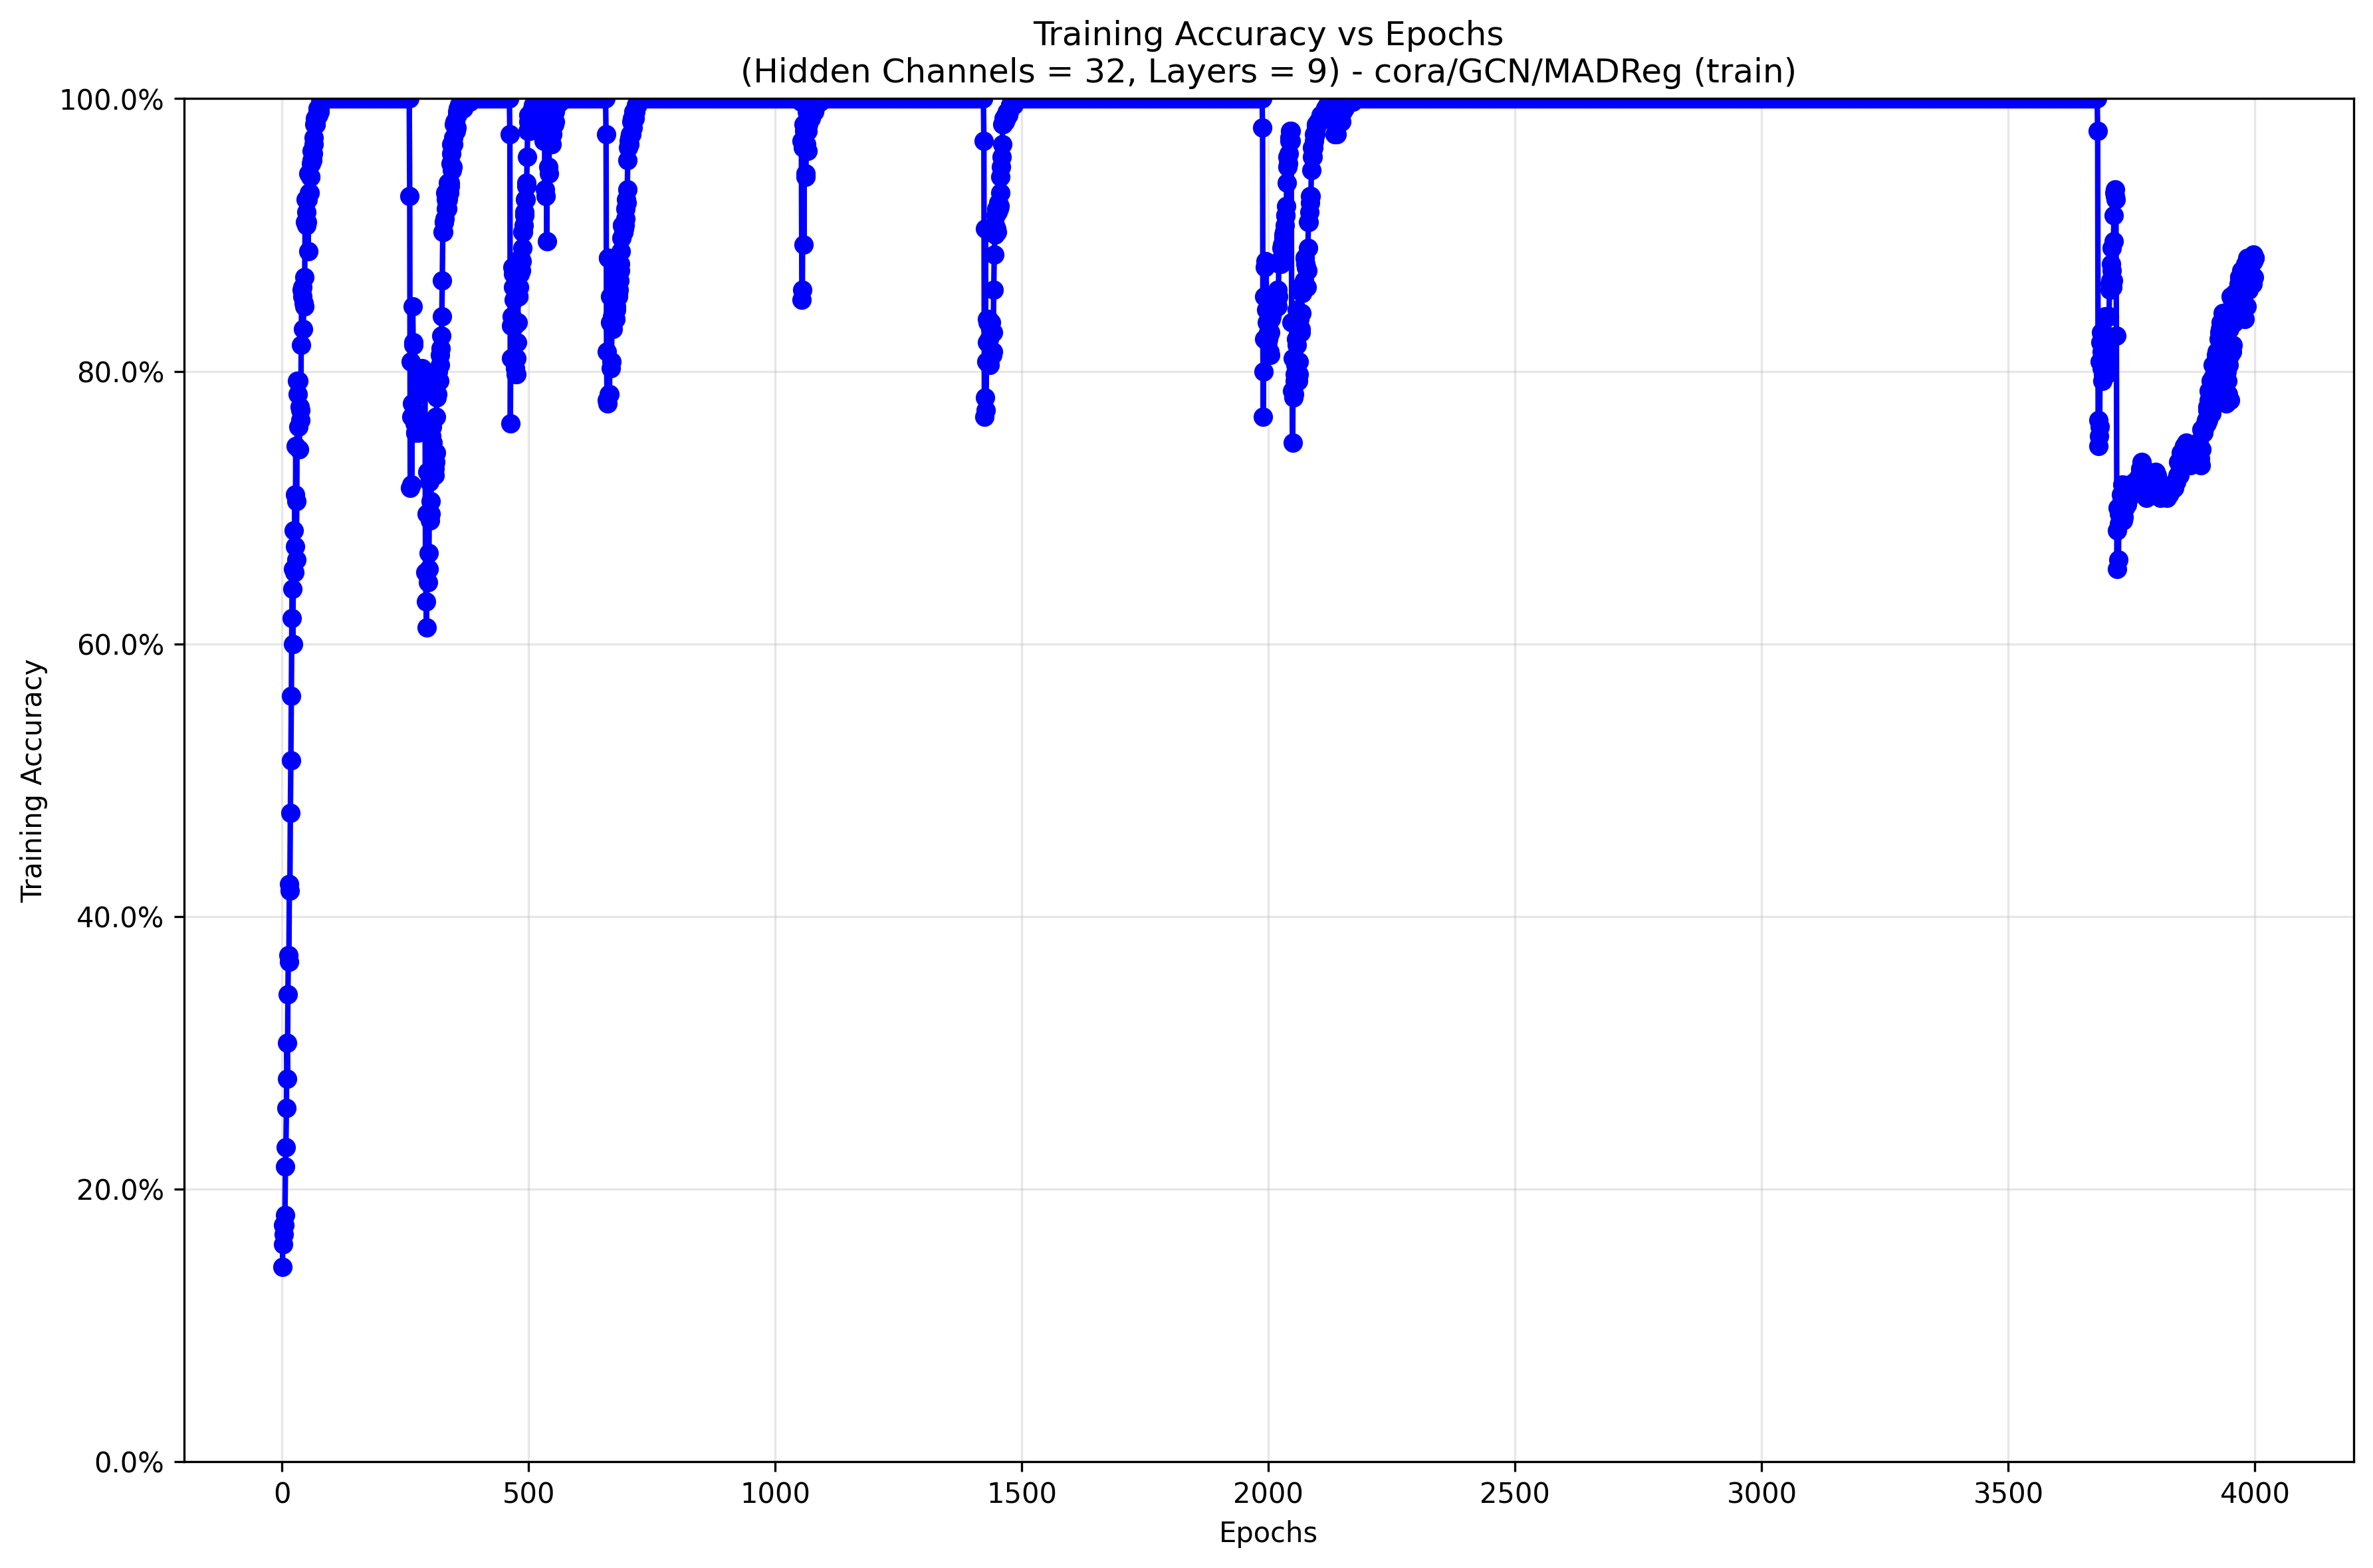 Training Accuracy vs Epochs
(Hidden Channels = 32, Layers = 9) - cora/GCN/MADReg (train)
100.0%
80.0%
60.0%
40.0%
20.0%
0.0%
Training Accuracy
0 500 1000 1500 2000 2500 3000 3500 4000
Epochs